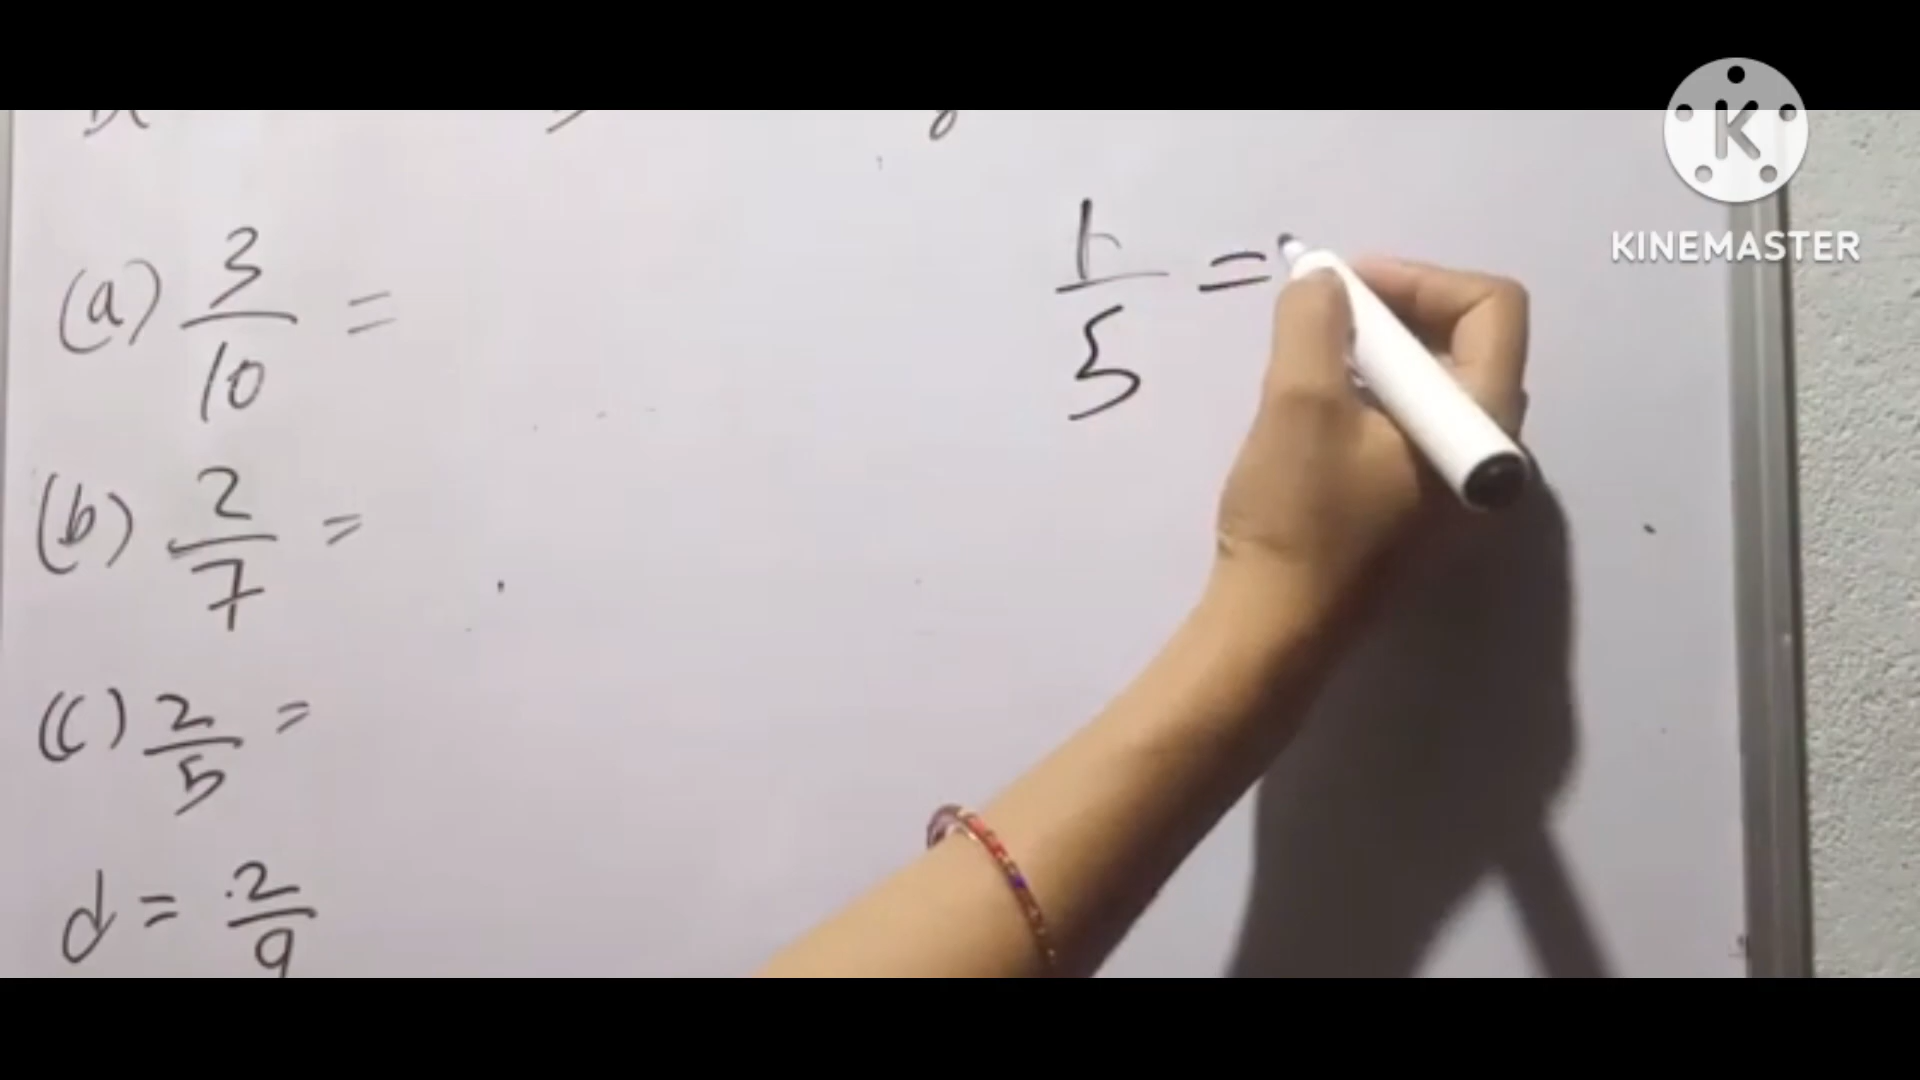 K
KINEMASTER
1/5 =
(a) 3/10 =
(b) 2/7 =
(c) 2/5 =
d = 2/9